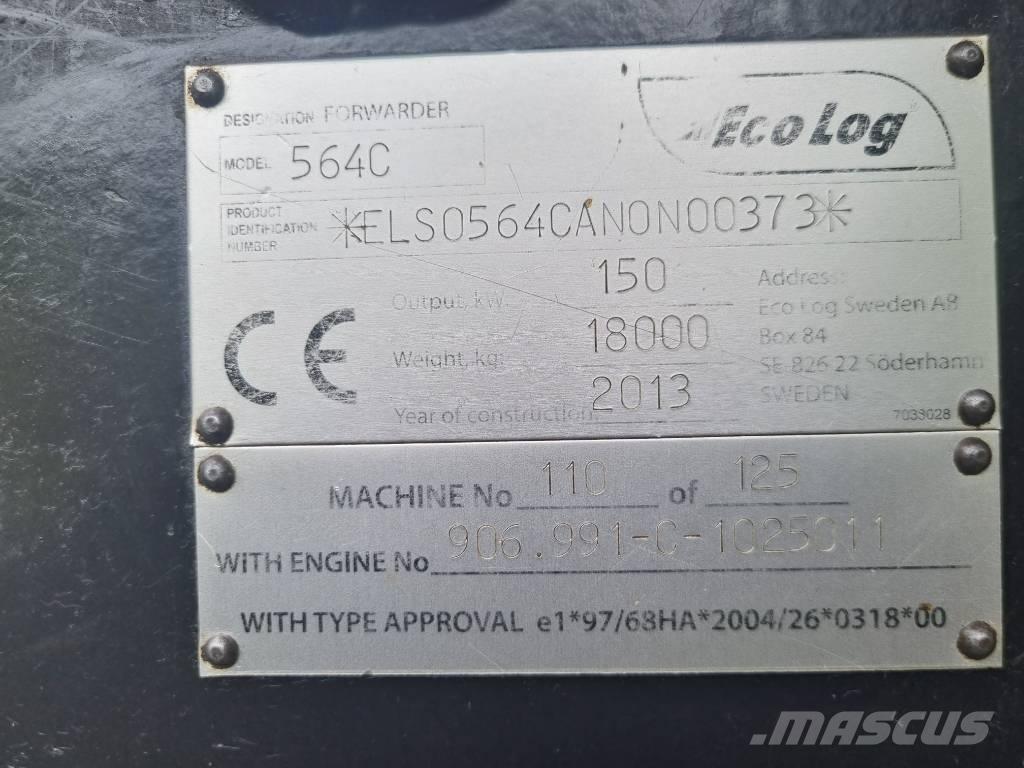 DESIGNATION FORWARDER
Eco Log
MODEL 564C
PRODUCT IDENTIFICATION NUMBER *ELS0564CANON00373*
Output, kW: 150
Weight, kg: 18000
Year of construction: 2013
Address:
Eco Log Sweden AB
Box 84
SE-826 22 Söderhamn
SWEDEN
7033028
CE
MACHINE No 110 of 125
WITH ENGINE No 906.991-C-1025011
WITH TYPE APPROVAL e1*97/68HA*2004/26*0318*00
MASCUS